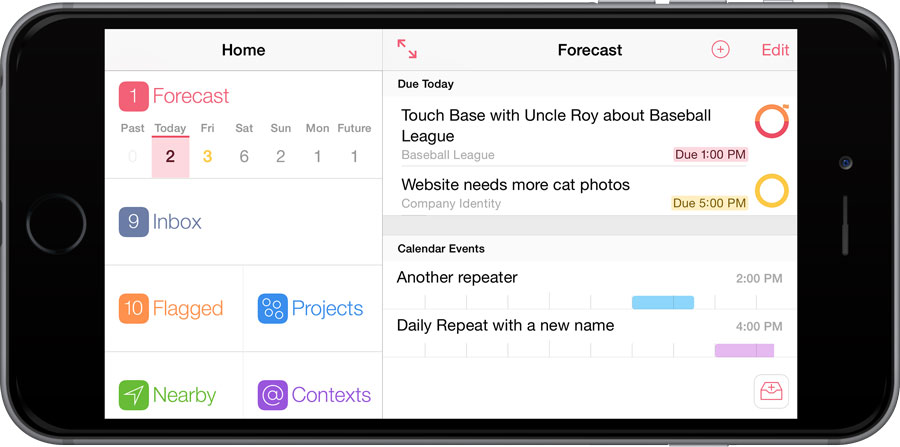 Home
1 Forecast
Past Today Fri Sat Sun Mon Future
0 2 3 6 2 1 1
9 Inbox
10 Flagged
Projects
Nearby
@ Contexts
Forecast
Edit
Due Today
Touch Base with Uncle Roy about Baseball
League
Baseball League
Due 1:00 PM
Website needs more cat photos
Company Identity
Due 5:00 PM
Calendar Events
Another repeater
2:00 PM
Daily Repeat with a new name
4:00 PM